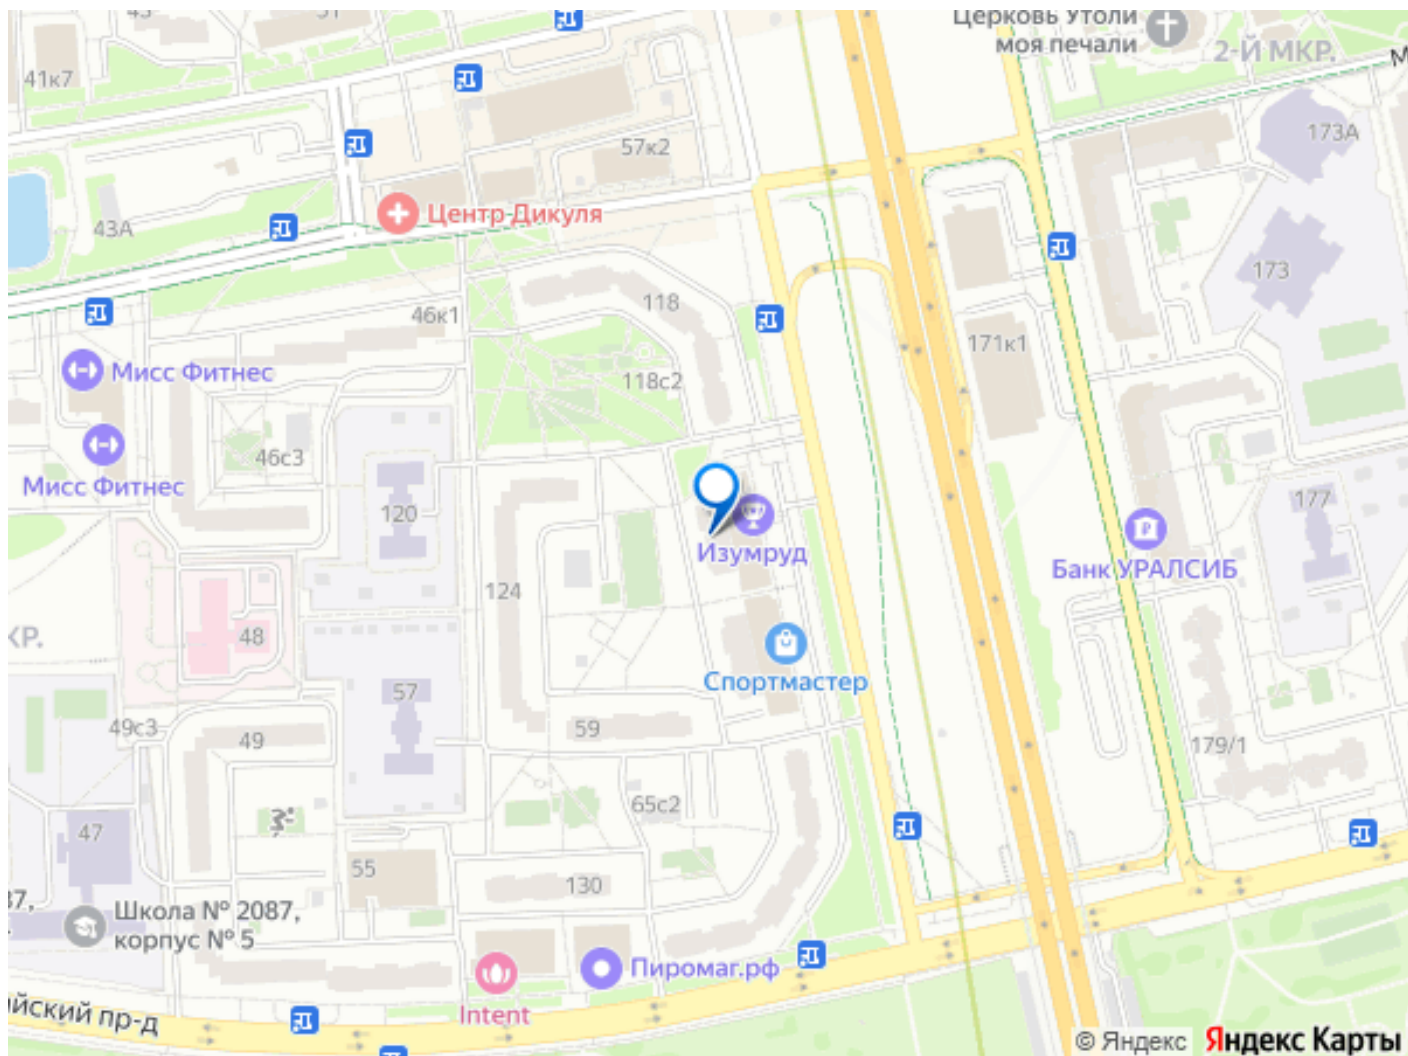 Церковь Утоли
моя печали
2-Й МКР.
41к7
57к2
173А
Центр Дикуля
43А
173
118
46к1
171к1
Мисс Фитнес
118с2
46с3
Мисс Фитнес
120
177
Изумруд
Банк УРАЛСИБ
124
48
КР.
57
Спортмастер
49с3
49
59
179/1
65с2
47
55
130
Школа № 2087,
корпус № 5
37,
Пиромаг.рф
Intent
йский пр-д
© Яндекс Яндекс Карты